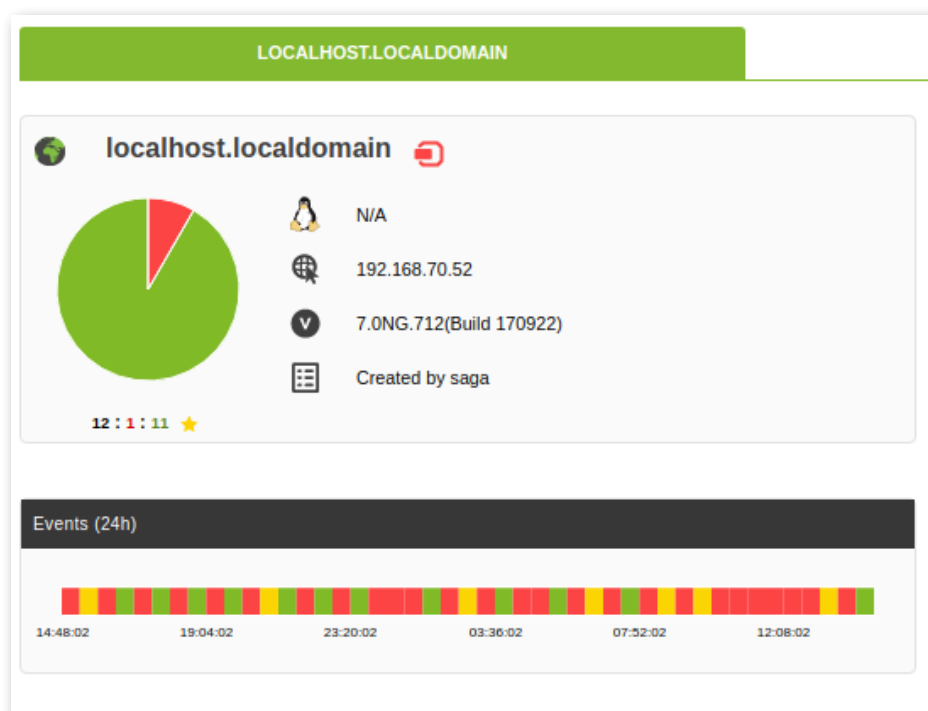 LOCALHOST.LOCALDOMAIN
localhost.localdomain
N/A
192.168.70.52
V
7.0NG.712(Build 170922)
Created by saga
12 : 1 : 11
Events (24h)
14:48:02 19:04:02 23:20:02 03:36:02 07:52:02 12:08:02